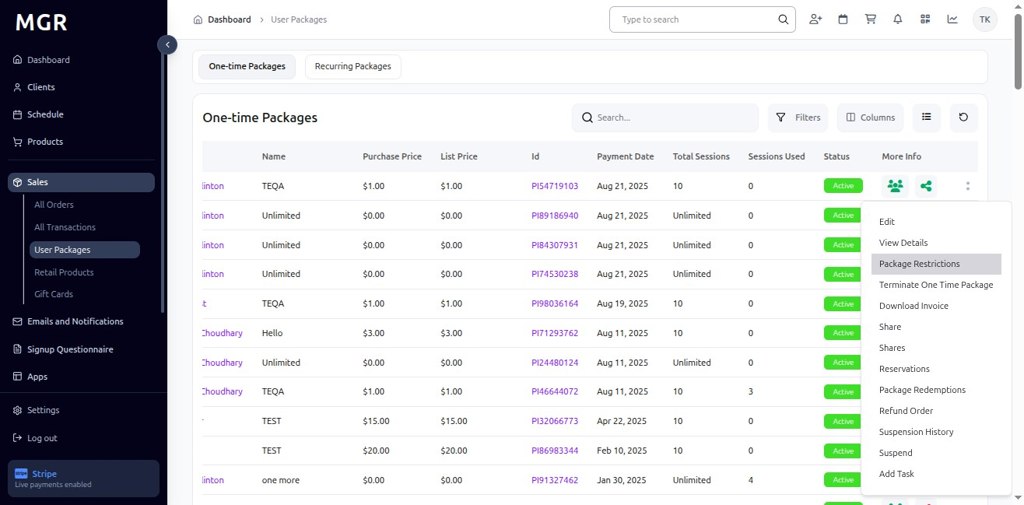 MGR
Dashboard
Clients
Schedule
Products
Sales
All Orders
All Transactions
User Packages
Retail Products
Gift Cards
Emails and Notifications
Signup Questionnaire
Apps
Settings
Log out
Stripe
Live payments enabled
Dashboard > User Packages
Type to search
TK
One-time Packages Recurring Packages
One-time Packages
Search... Filters Columns
Name Purchase Price List Price Id Payment Date Total Sessions Sessions Used Status More Info
linton TEQA $1.00 $1.00 PI54719103 Aug 21, 2025 10 0 Active
linton Unlimited $0.00 $0.00 PI89186940 Aug 21, 2025 Unlimited 0 Active
linton Unlimited $0.00 $0.00 PI84307931 Aug 21, 2025 Unlimited 0 Active
linton Unlimited $0.00 $0.00 PI74530238 Aug 21, 2025 Unlimited 0 Active
TEQA $1.00 $1.00 PI98036164 Aug 19, 2025 10 0 Active
Choudhary Hello $3.00 $3.00 PI71293762 Aug 11, 2025 10 0 Active
Choudhary Unlimited $0.00 $0.00 PI24480124 Aug 11, 2025 Unlimited 0 Active
Choudhary TEQA $1.00 $1.00 PI46644072 Aug 11, 2025 10 3 Active
TEST $15.00 $15.00 PI32066773 Apr 22, 2025 10 0 Active
TEST $20.00 $20.00 PI86983344 Feb 10, 2025 10 0 Active
linton one more $0.00 $0.00 PI91327462 Jan 30, 2025 Unlimited 4 Active
Edit
View Details
Package Restrictions
Terminate One Time Package
Download Invoice
Share
Shares
Reservations
Package Redemptions
Refund Order
Suspension History
Suspend
Add Task